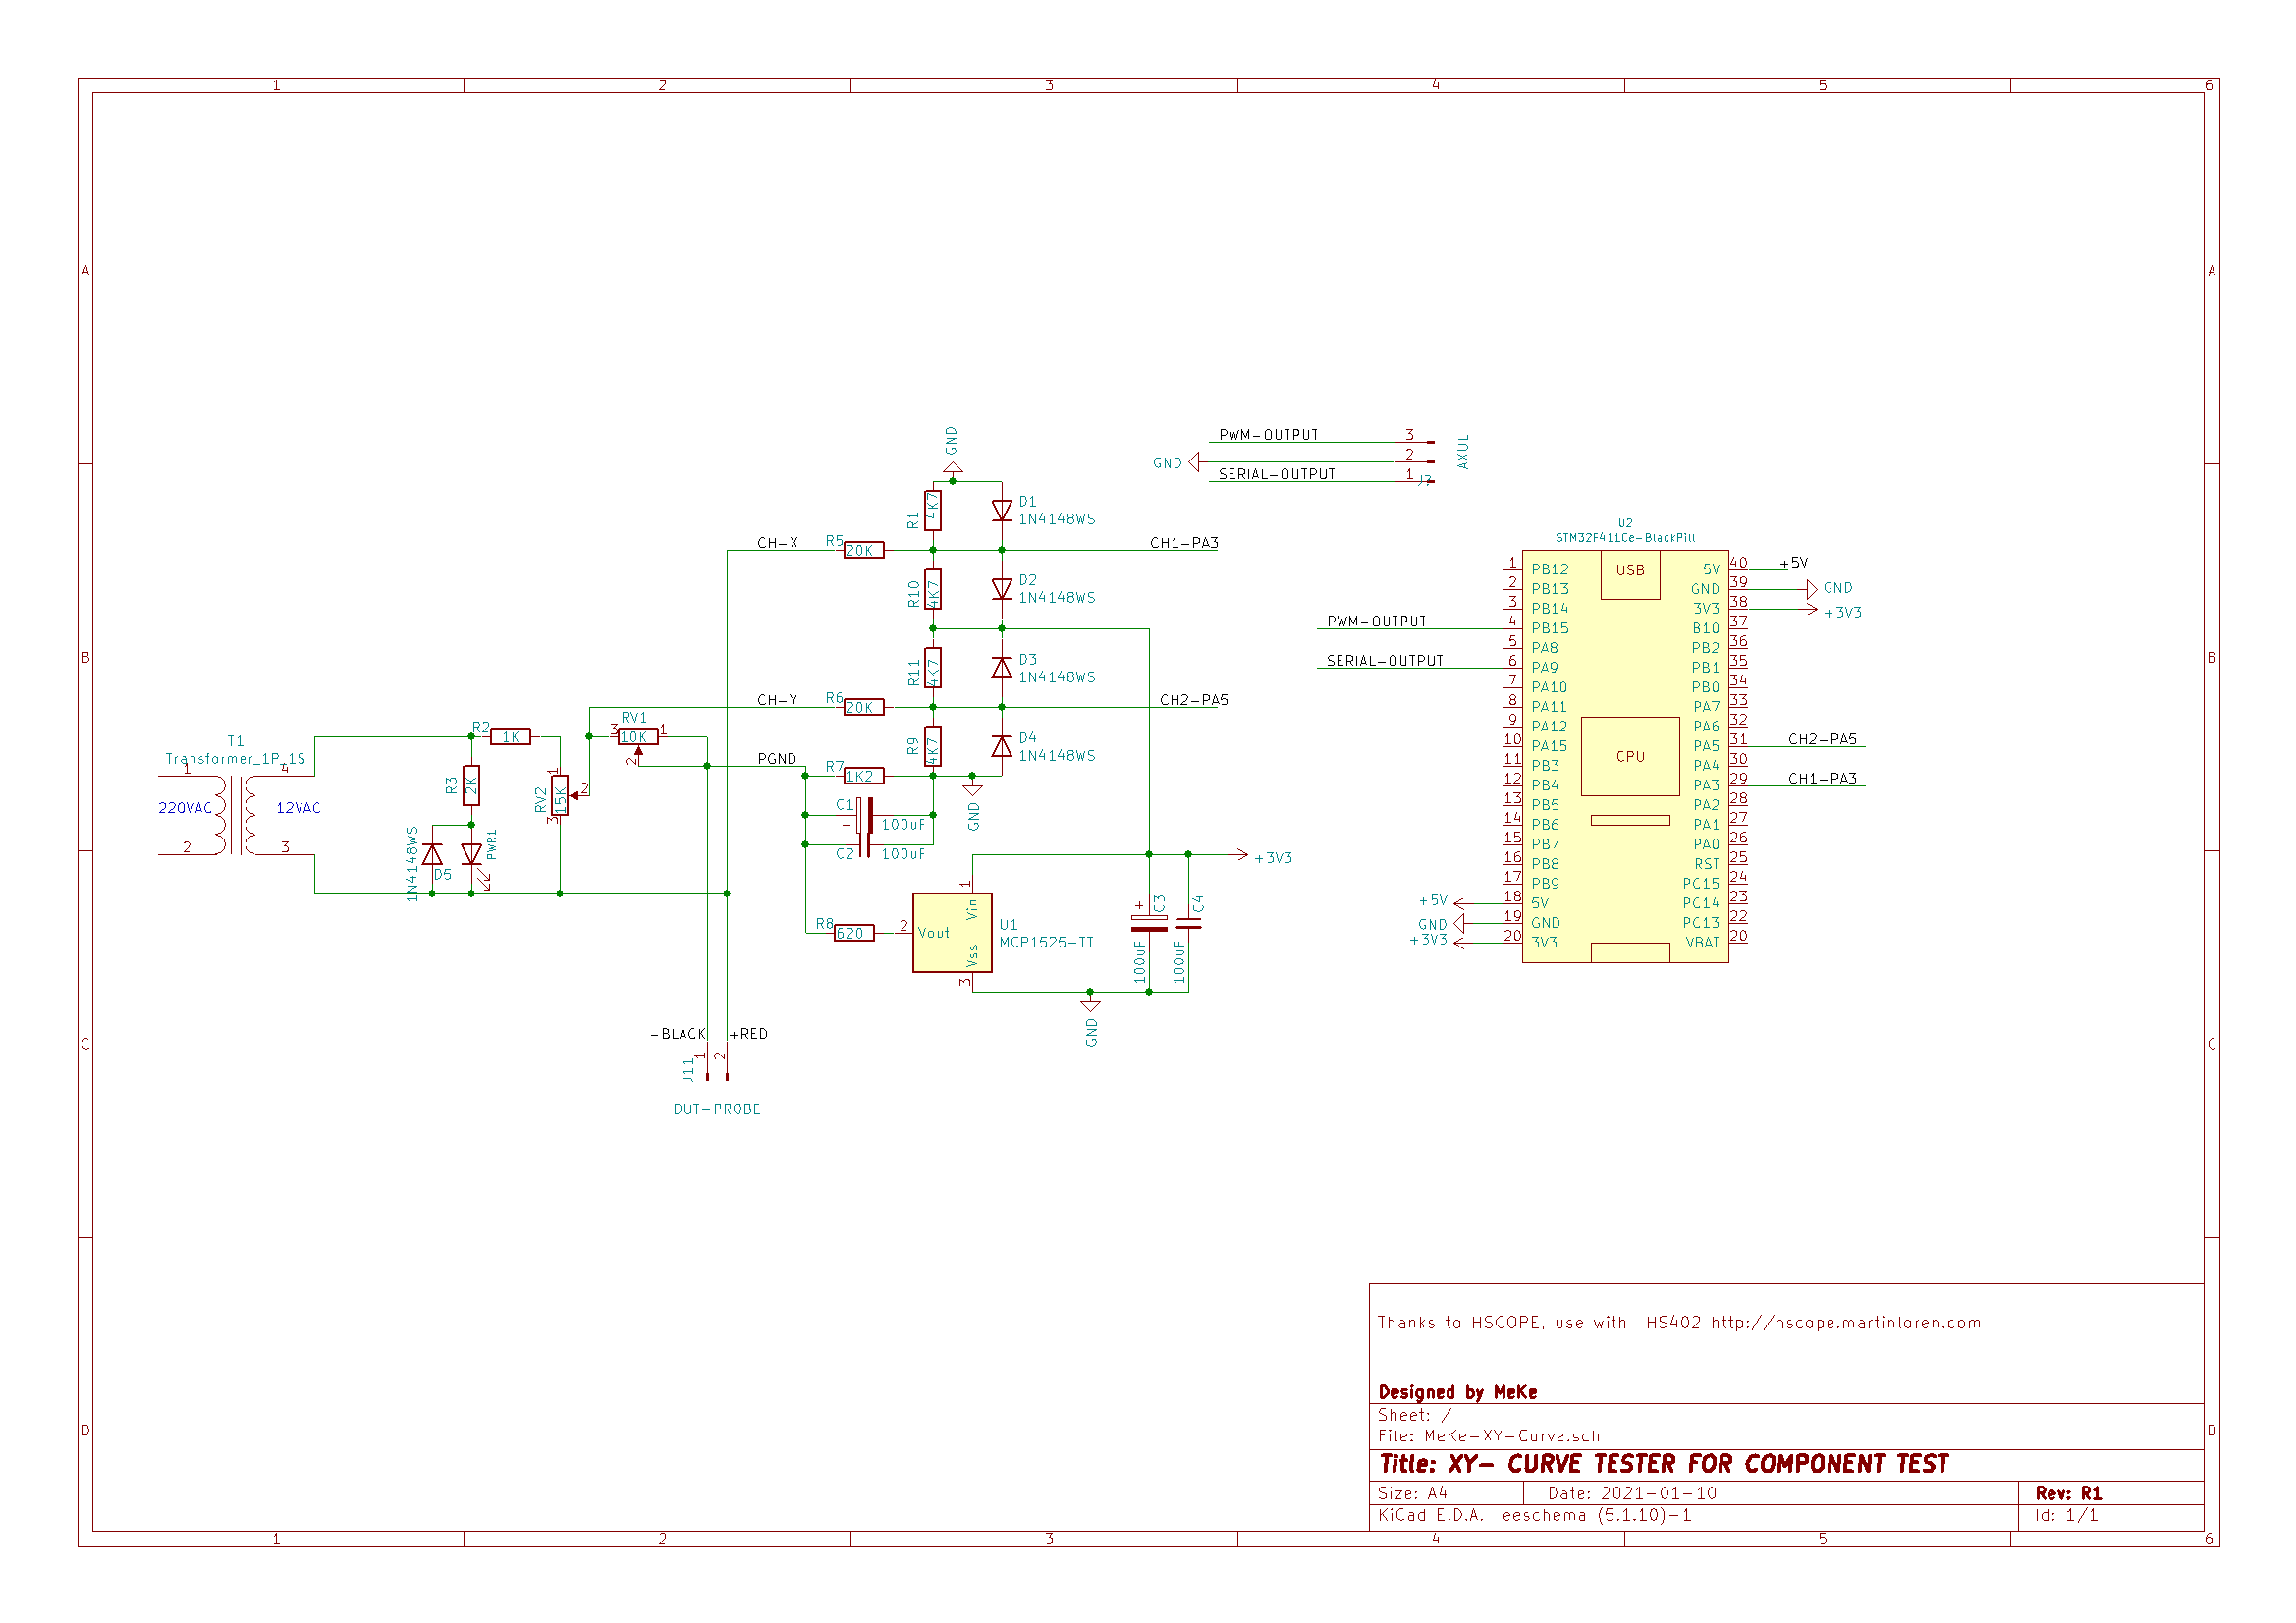 1 2 3 4 5 6
A A
B B
C C
D D
1 2 3 4 5 6
T1
Transformer_1P_1S
1 4
220VAC 12VAC
2 3
R2
1K
R3
2K
1N4148WS
D5
PWR1
RV2
15K
1
2
3
RV1
3 10K 1
2
CH-X
R5
20K
CH-Y
R6
20K
PGND
R7
1K2
C1
+
100uF
C2
100uF
R8
620
GND
R1
4K7
D1
1N4148WS
CH1-PA3
R10
4K7
D2
1N4148WS
R11
4K7
D3
1N4148WS
CH2-PA5
R9
4K7
D4
1N4148WS
GND
+3V3
1
Vin
2 Vout
Vss
3
U1
MCP1525-TT
+
C3
100uF
C4
100uF
GND
-BLACK +RED
1 2
J11
DUT-PROBE
PWM-OUTPUT 3
GND 2
SERIAL-OUTPUT 1
J?
AXUL
U2
STM32F411Ce-BlackPill
USB
CPU
PWM-OUTPUT
SERIAL-OUTPUT
1 PB12
2 PB13
3 PB14
4 PB15
5 PA8
6 PA9
7 PA10
8 PA11
9 PA12
10 PA15
11 PB3
12 PB4
13 PB5
14 PB6
15 PB7
16 PB8
17 PB9
+5V 18 5V
GND 19 GND
+3V3 20 3V3
5V 40 +5V
GND 39 GND
3V3 38 +3V3
B10 37
PB2 36
PB1 35
PB0 34
PA7 33
PA6 32
PA5 31 CH2-PA5
PA4 30
PA3 29 CH1-PA3
PA2 28
PA1 27
PA0 26
RST 25
PC15 24
PC14 23
PC13 22
VBAT 20
Thanks to HSCOPE, use with HS402 http://hscope.martinloren.com
Designed by MeKe
Sheet: /
File: MeKe-XY-Curve.sch
Title: XY- CURVE TESTER FOR COMPONENT TEST
Size: A4 Date: 2021-01-10 Rev: R1
KiCad E.D.A. eeschema (5.1.10)-1 Id: 1/1